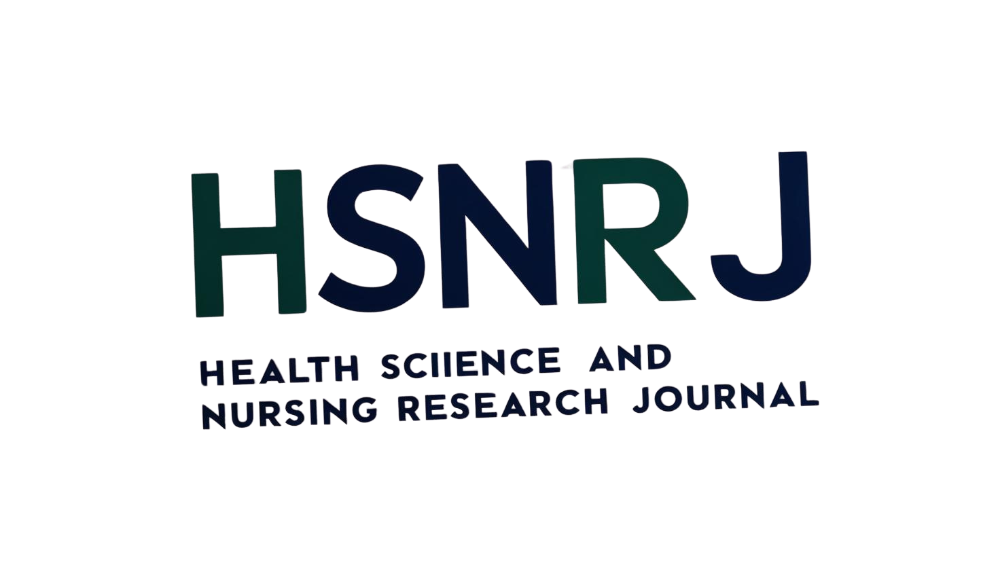 HSNRJ
HEALTH SCIIENCE AND
NURSING RESEARCH JOURNAL